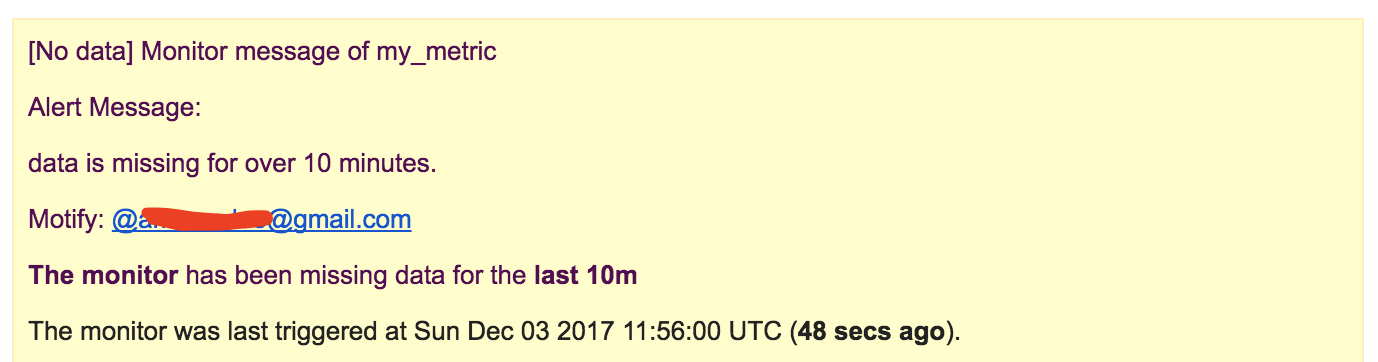 [No data] Monitor message of my_metric
Alert Message:
data is missing for over 10 minutes.
Motify: @gmail.com
The monitor has been missing data for the last 10m
The monitor was last triggered at Sun Dec 03 2017 11:56:00 UTC (48 secs ago).